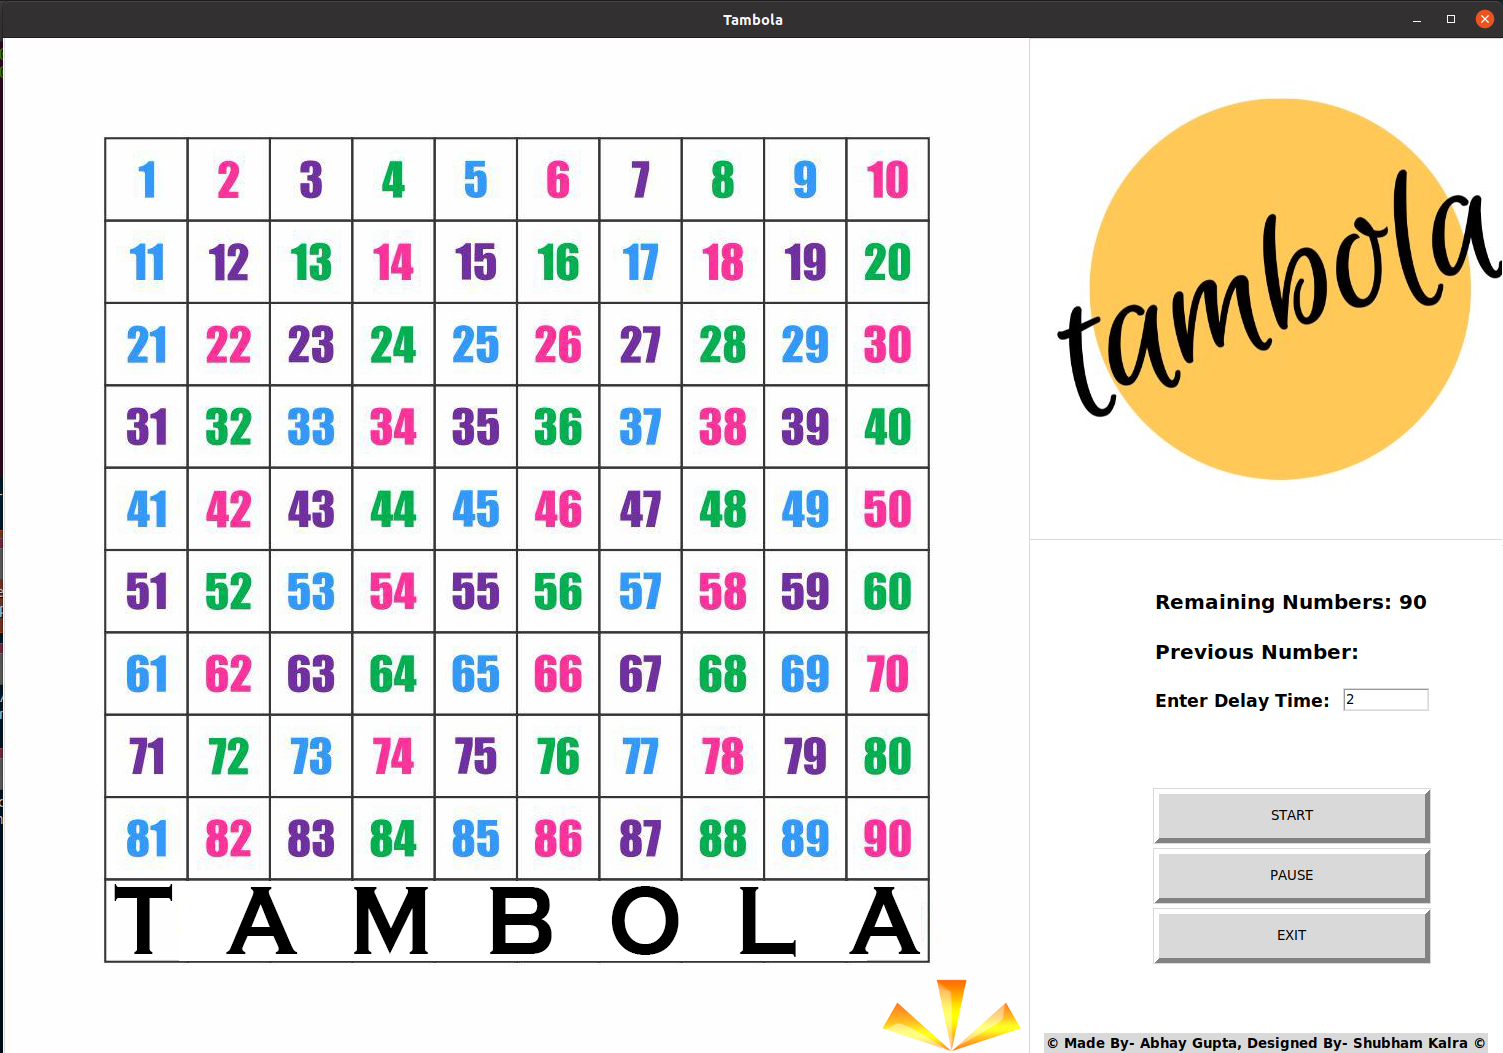 Tambola
1 2 3 4 5 6 7 8 9 10
11 12 13 14 15 16 17 18 19 20
21 22 23 24 25 26 27 28 29 30
31 32 33 34 35 36 37 38 39 40
41 42 43 44 45 46 47 48 49 50
51 52 53 54 55 56 57 58 59 60
61 62 63 64 65 66 67 68 69 70
71 72 73 74 75 76 77 78 79 80
81 82 83 84 85 86 87 88 89 90
T A M B O L A
tambola
Remaining Numbers: 90
Previous Number:
Enter Delay Time: 2
START
PAUSE
EXIT
© Made By- Abhay Gupta, Designed By- Shubham Kalra ©